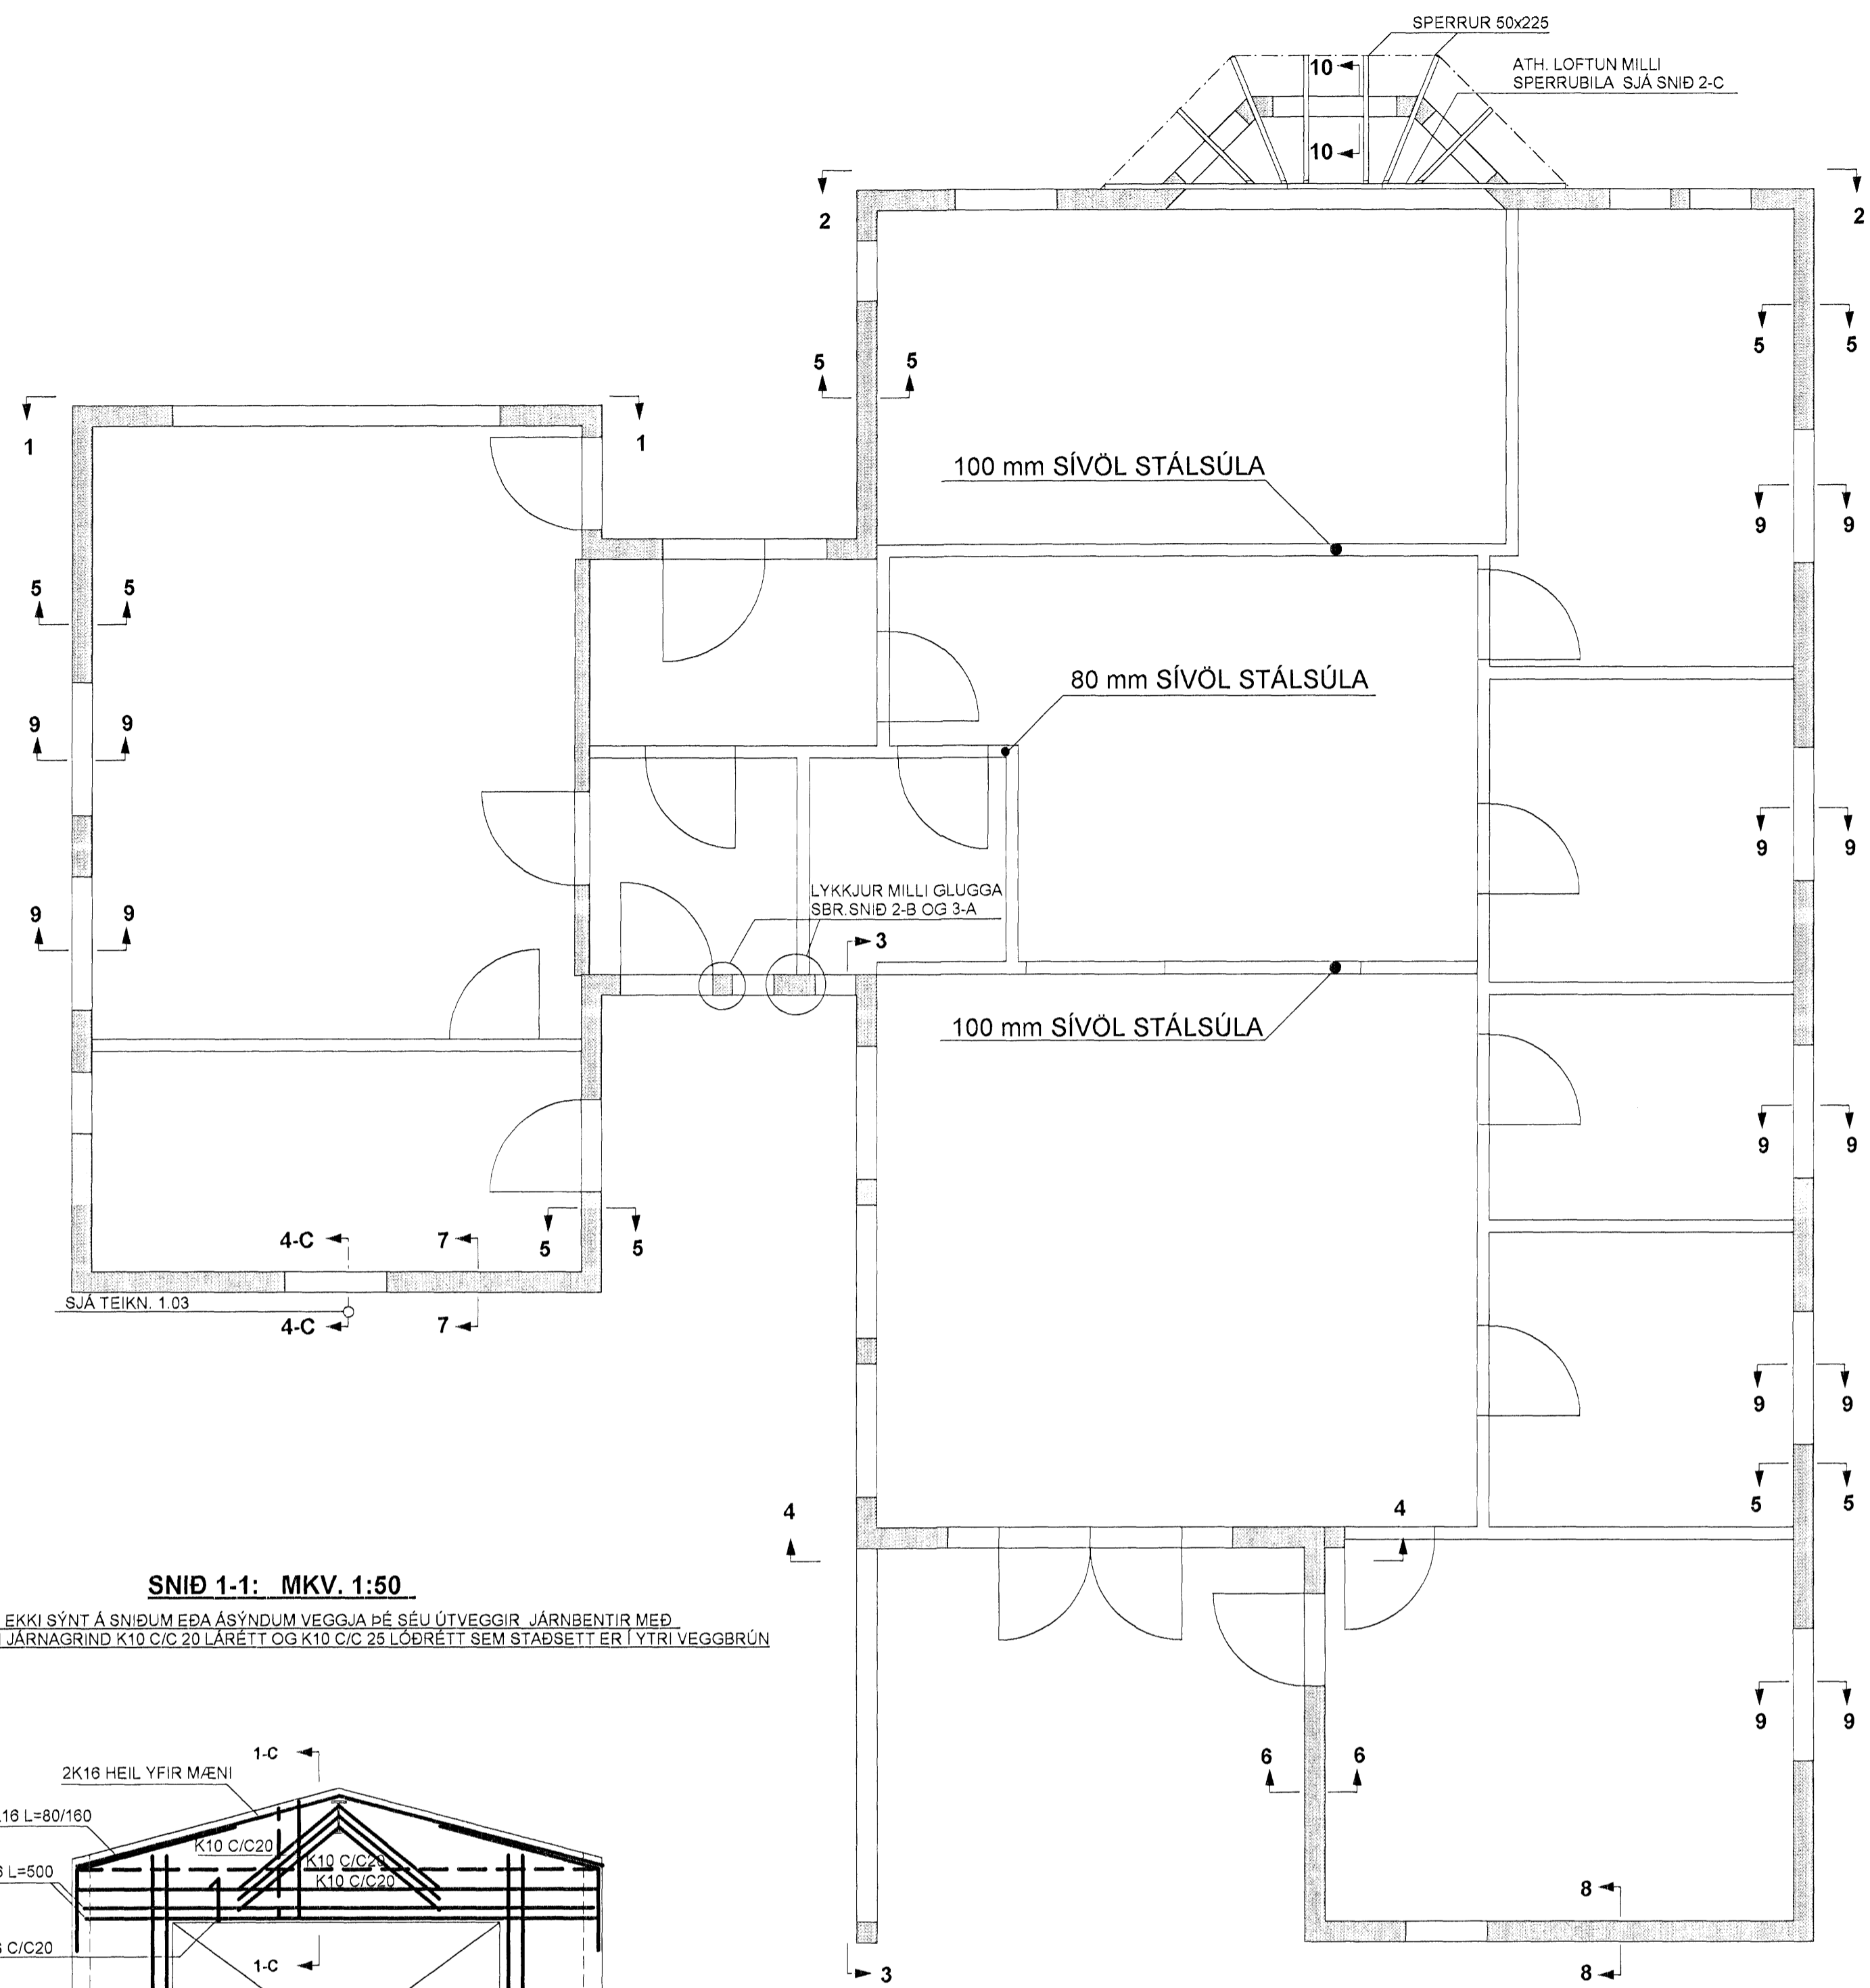 SPERRUR 50x225
ATH. LOFTUN MILLI
SPERRUBILA SJÁ SNIÐ 2-C
10
10
2
2
5
5
5
5
1
1
100 mm SÍVÖL STÁLSÚLA
9
9
5
5
80 mm SÍVÖL STÁLSÚLA
9
9
9
9
LYKKJUR MILLI GLUGGA
SBR.SNIÐ 2-B OG 3-A
9
9
3
100 mm SÍVÖL STÁLSÚLA
9
9
4-C
7
5
5
SJÁ TEIKN. 1.03
4-C
7
9
9
4
4
5
5
SNIÐ 1-1: MKV. 1:50
EKKI SÝNT Á SNIÐUM EÐA ÁSÝNDUM VEGGJA ÞÉ SÉU ÚTVEGGIR JÁRNBENTIR MEÐ
JÁRNAGRIND K10 C/C 20 LÁRÉTT OG K10 C/C 25 LÓÐRÉTT SEM STAÐSETT ER Í YTRI VEGGBRÚN
9
9
6
6
1-C
2K16 HEIL YFIR MÆNI
16 L=80/160
K10 C/C20
K10 C/C20
L=500
K10 C/C20
8
C/C20
1-C
3
8